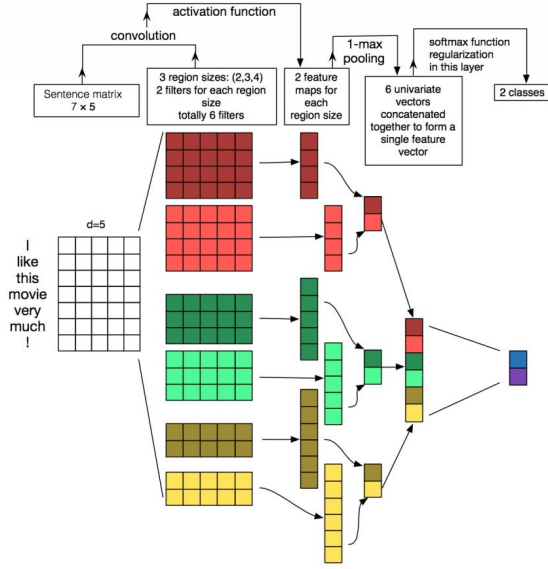 activation function
convolution
1-max
pooling
softmax function
regularization
in this layer
Sentence matrix
7 × 5
3 region sizes: (2,3,4)
2 filters for each region
size
totally 6 filters
2 feature
maps for
each
region size
6 univariate
vectors
concatenated
together to form a
single feature
vector
2 classes
d=5
I
like
this
movie
very
much
!